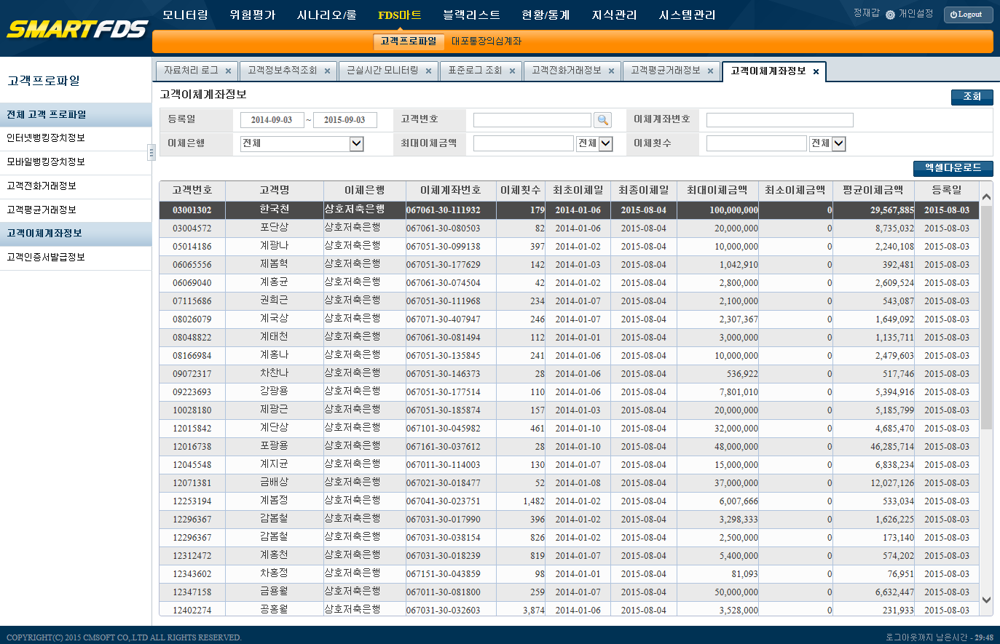 SMARTFDS
모니터링 위험평가 시나리오/룰 FDS마트 블랙리스트 현황/통계 지식관리 시스템관리 정재갑 개인설정 Logout
고객프로파일 대포통장의심계좌
고객프로파일
전체 고객 프로파일
인터넷뱅킹장치정보
모바일뱅킹장치정보
고객전화거래정보
고객평균거래정보
고객이체계좌정보
고객인증서발급정보
자료처리 로그 × 고객정보추적조회 × 근실시간 모니터링 × 표준로그 조회 × 고객전화거래정보 × 고객평균거래정보 × 고객이체계좌정보 ×
고객이체계좌정보
조회
등록일 2014-09-03 ~ 2015-09-03 고객번호 이체계좌번호
이체은행 전체 최대이체금액 전체 이체횟수 전체
엑셀다운로드
고객번호 고객명 이체은행 이체계좌번호 이체횟수 최초이체일 최종이체일 최대이체금액 최소이체금액 평균이체금액 등록일
03001302 한국천 상호저축은행 067061-30-111932 179 2014-01-06 2015-08-04 100,000,000 0 29,567,885 2015-08-03
03004572 포단상 상호저축은행 067061-30-080503 82 2014-01-06 2015-08-04 20,000,000 0 8,735,032 2015-08-03
05014186 계광나 상호저축은행 067051-30-099138 397 2014-01-02 2015-08-04 10,000,000 0 2,240,108 2015-08-03
06065556 제봄혁 상호저축은행 067051-30-177629 142 2014-01-03 2015-08-04 1,042,910 0 392,481 2015-08-03
06069040 계홍균 상호저축은행 067061-30-074504 42 2014-01-02 2015-08-04 2,800,000 0 2,609,524 2015-08-03
07115686 권희근 상호저축은행 067051-30-111968 234 2014-01-07 2015-08-04 2,100,000 0 543,087 2015-08-03
08026079 계국상 상호저축은행 067071-30-407947 246 2014-01-07 2015-08-04 2,307,367 0 1,649,092 2015-08-03
08048822 계태천 상호저축은행 067061-30-081494 112 2014-01-01 2015-08-04 3,000,000 0 1,135,711 2015-08-03
08166984 계홍나 상호저축은행 067051-30-135845 241 2014-01-06 2015-08-04 10,000,000 0 2,479,603 2015-08-03
09072317 차찬나 상호저축은행 067051-30-146373 28 2014-01-06 2015-08-04 536,922 0 517,746 2015-08-03
09223693 강광용 상호저축은행 067051-30-177514 110 2014-01-06 2015-08-04 7,801,010 0 5,394,916 2015-08-03
10028180 제광근 상호저축은행 067051-30-185874 157 2014-01-03 2015-08-04 20,000,000 0 5,185,799 2015-08-03
12015842 계단상 상호저축은행 067101-30-045982 461 2014-01-10 2015-08-04 32,000,000 0 4,685,470 2015-08-03
12016738 포광용 상호저축은행 067161-30-037612 28 2014-01-10 2015-08-04 48,000,000 0 46,285,714 2015-08-03
12045548 계지균 상호저축은행 067011-30-114003 130 2014-01-07 2015-08-04 15,000,000 0 6,838,234 2015-08-03
12071381 금배상 상호저축은행 067021-30-018477 52 2014-01-08 2015-08-04 37,000,000 0 12,027,126 2015-08-03
12253194 계봄정 상호저축은행 067041-30-023751 1,482 2014-01-02 2015-08-04 6,007,666 0 533,034 2015-08-03
12296367 감봄철 상호저축은행 067031-30-017990 396 2014-01-02 2015-08-04 3,298,333 0 1,626,225 2015-08-03
12296367 감봄철 상호저축은행 067031-30-038154 826 2014-01-02 2015-08-04 2,500,000 0 173,140 2015-08-03
12312472 계홍천 상호저축은행 067031-30-018239 819 2014-01-07 2015-08-04 5,400,000 0 574,202 2015-08-03
12343602 차홍정 상호저축은행 067151-30-043859 98 2014-01-01 2015-08-04 81,093 0 76,951 2015-08-03
12347158 금용월 상호저축은행 067011-30-081800 259 2014-01-07 2015-08-04 50,000,000 0 6,632,447 2015-08-03
12402274 공홍월 상호저축은행 067031-30-032603 3,874 2014-01-06 2015-08-04 3,528,000 0 231,933 2015-08-03
COPYRIGHT(C) 2015 CMSOFT CO,.LTD ALL RIGHTS RESERVED. 로그아웃까지 남은시간 - 29:48